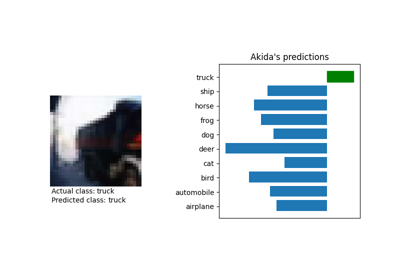 Akida's predictions
truck
ship
horse
frog
dog
deer
cat
bird
automobile
airplane
Actual class: truck
Predicted class: truck